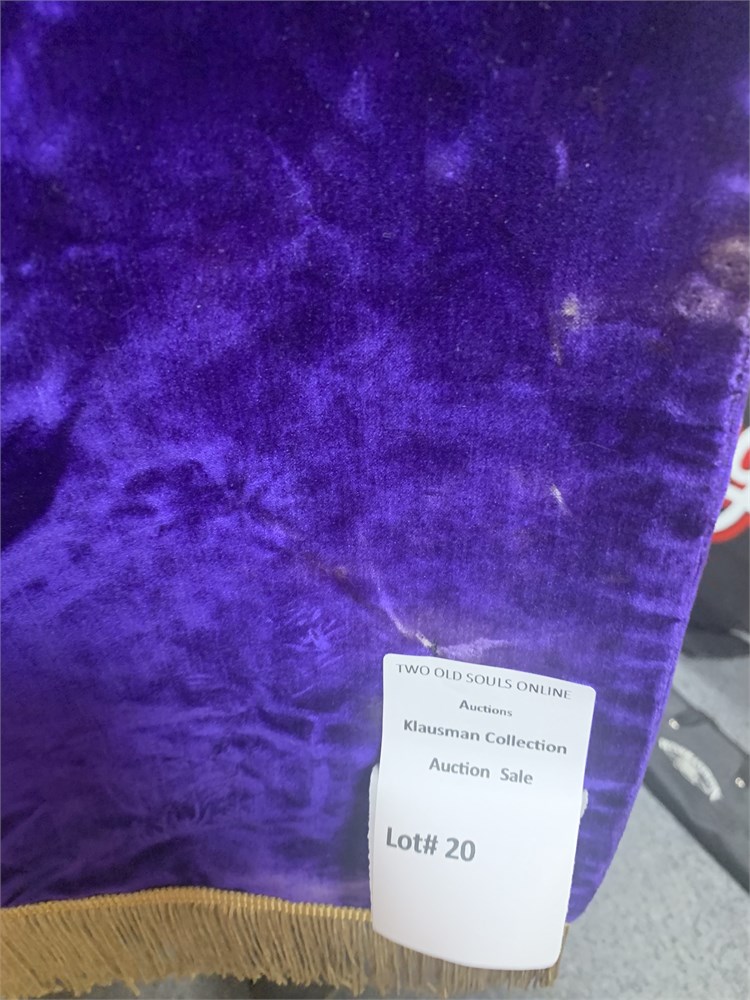 TWO OLD SOULS ONLINE
Auctions
Klausman Collection
Auction Sale
Lot# 20